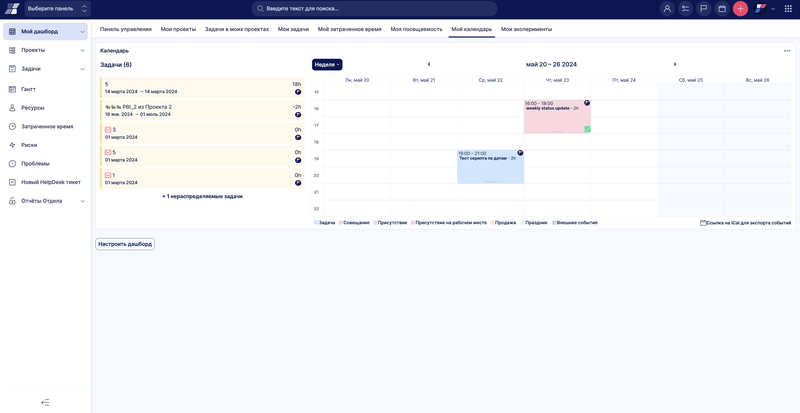 Выберите панель
Введите текст для поиска...
Мой дашборд
Проекты
Задачи
Гантт
Ресурсы
Затраченное время
Риски
Проблемы
Новый HelpDesk тикет
Отчёты Отдела
Панель управления Мои проекты Задачи в моих проектах Мои задачи Моё затраченное время Моя посещаемость Мой календарь Мои эксперименты
Календарь
Задачи (6)
5 18h
14 марта 2024 → 14 марта 2024
PBI_2 из Проекта 2 -2h
18 янв. 2024 → 01 июль 2024
3 0h
01 марта 2024
5 0h
01 марта 2024
1 0h
01 марта 2024
+ 1 нераспределяемые задачи
Неделя
май 20 – 26 2024
Пн, май 20 Вт, май 21 Ср, май 22 Чт, май 23 Пт, май 24 Сб, май 25 Вс, май 26
15
16
17
18
19
20
21
22
16:00 - 18:00
weekly status update - 2h
19:00 - 21:00
Тест скрипта по датам - 2h
Задача Совещание Присутствие Присутствие на рабочем месте Продажа Праздник Внешнее событие
Ссылка на iCal для экспорта событий
Настроить дашборд